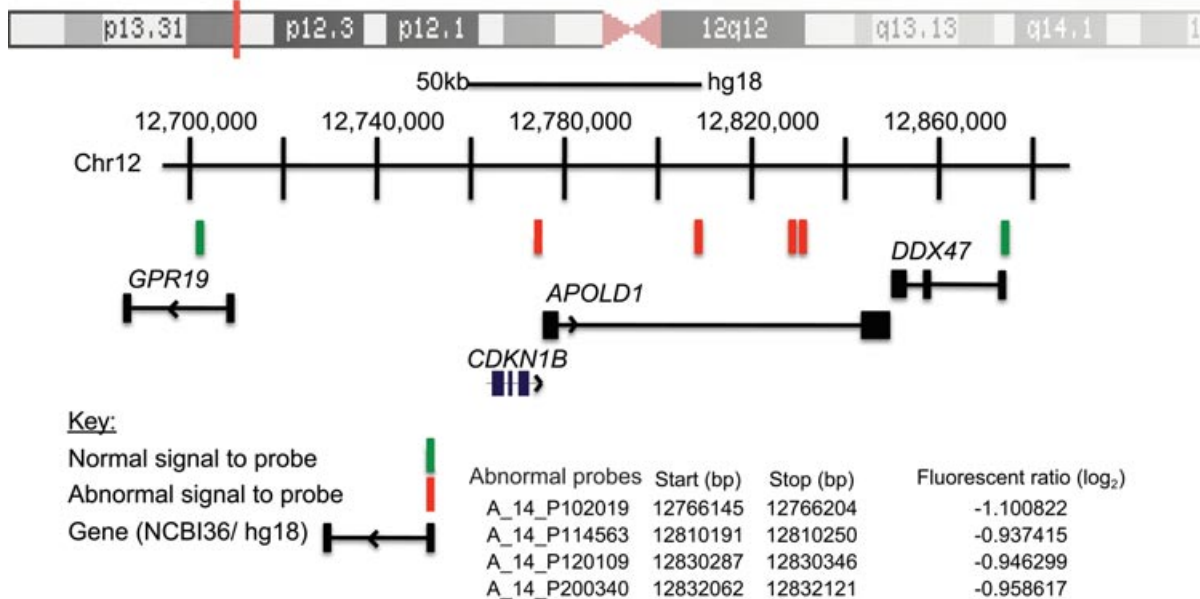 p13.31 p12.3 p12.1 12q12 q13.13 q14.1
50kb hg18
12,700,000 12,740,000 12,780,000 12,820,000 12,860,000
Chr12
DDX47
GPR19
APOLD1
CDKN1B
Key:
Normal signal to probe
Abnormal signal to probe
Gene (NCBI36/ hg18)
Abnormal probes Start (bp) Stop (bp) Fluorescent ratio (log₂)
A_14_P102019 12766145 12766204 -1.100822
A_14_P114563 12810191 12810250 -0.937415
A_14_P120109 12830287 12830346 -0.946299
A_14_P200340 12832062 12832121 -0.958617